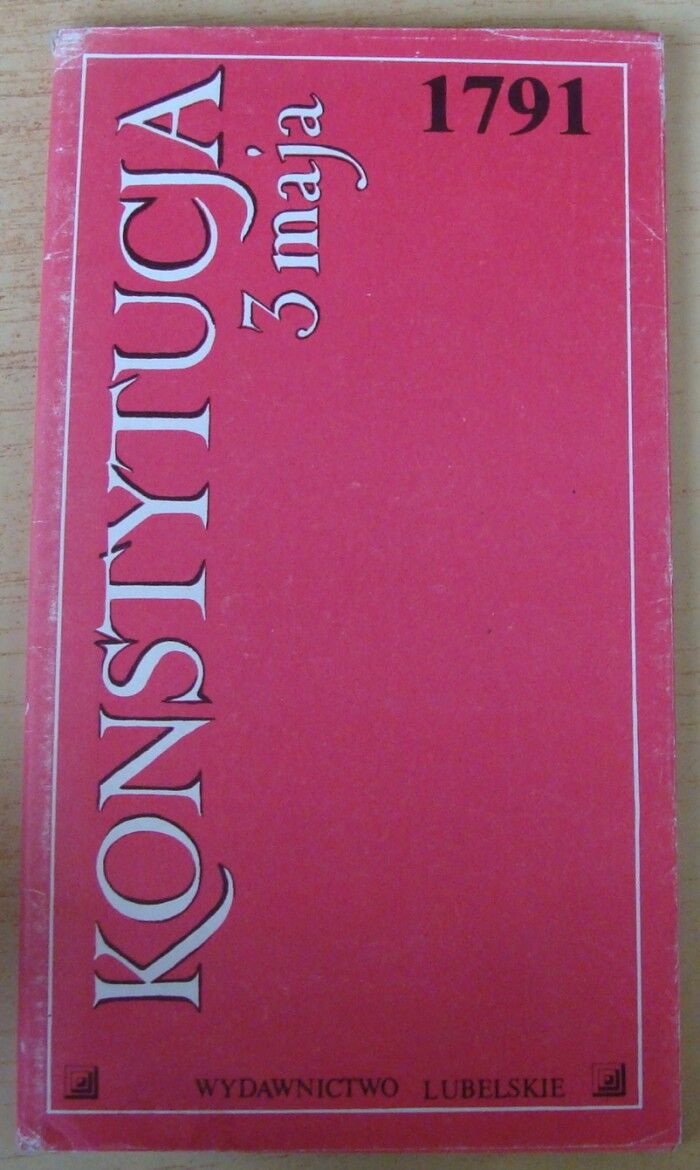 KONSTYTUCJA
3 maja
1791
WYDAWNICTWO LUBELSKIE